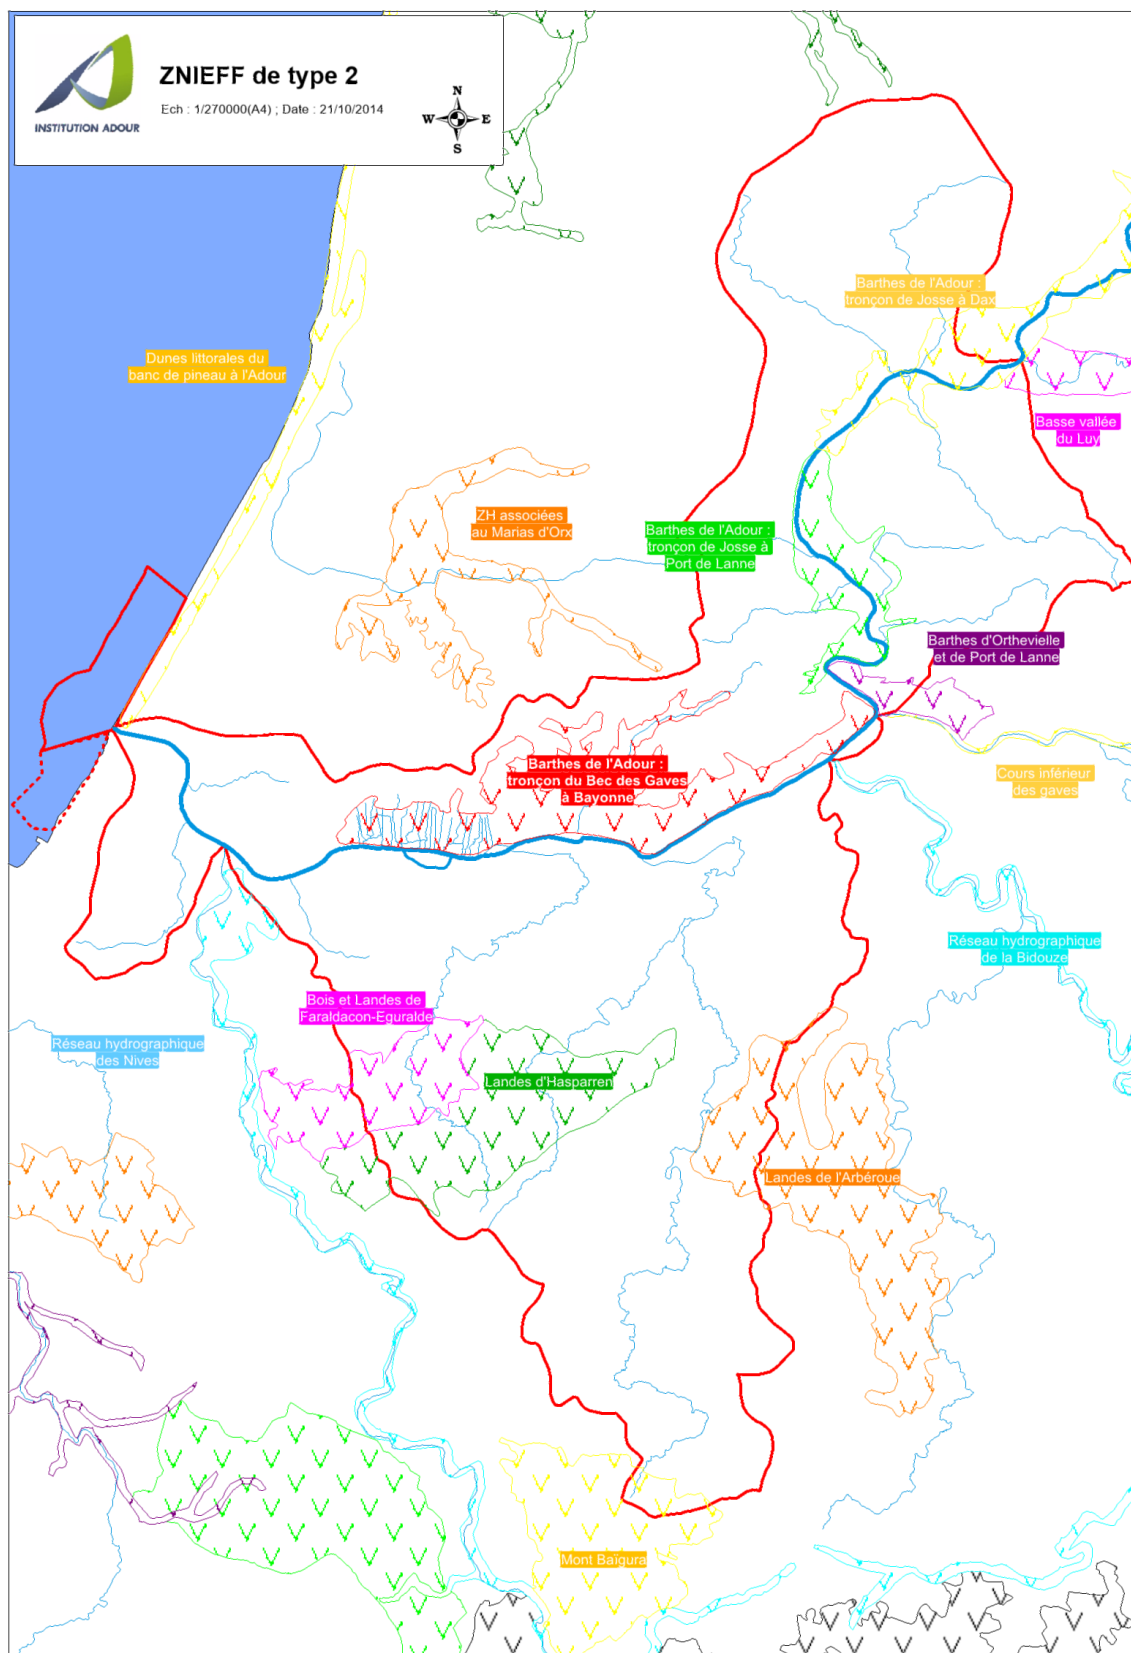 ZNIEFF de type 2
Ech : 1/270000(A4) ; Date : 21/10/2014
INSTITUTION ADOUR
N
W
E
S
Barthes de l'Adour :
tronçon de Josse à Dax
Dunes littorales du
banc de pineau à l'Adour
Basse vallée
du Luy
ZH associées
au Marias d'Orx
Barthes de l'Adour :
tronçon de Josse à
Port de Lanne
Barthes d'Orthevielle
et de Port de Lanne
Barthes de l'Adour :
tronçon du Bec des Gaves
à Bayonne
Cours inférieur
des gaves
Réseau hydrographique
de la Bidouze
Bois et Landes de
Faraldacon-Eguralde
Réseau hydrographique
des Nives
Landes d'Hasparren
Landes de l'Arbéroue
Mont Baïgura